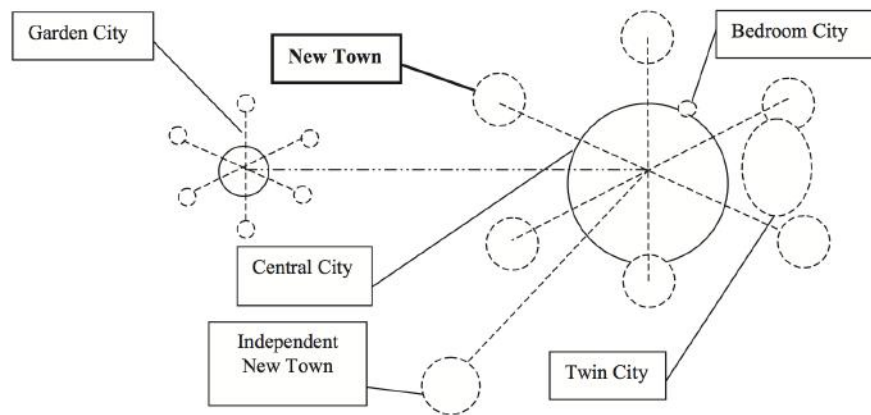 Garden City
New Town
Bedroom City
Central City
Independent
New Town
Twin City